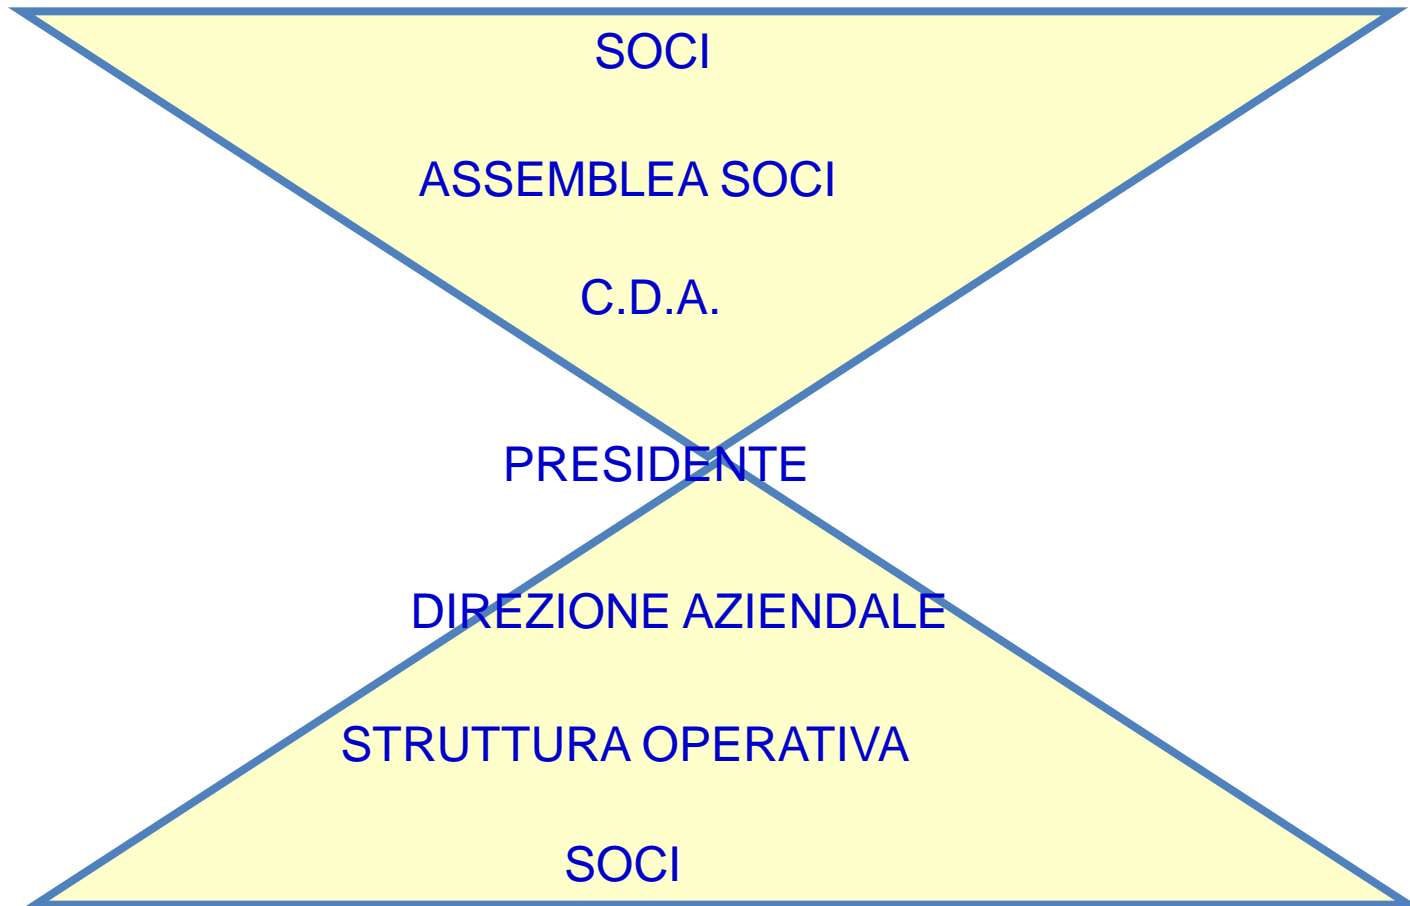 SOCI
ASSEMBLEA SOCI
C.D.A.
PRESIDENTE
DIREZIONE AZIENDALE
STRUTTURA OPERATIVA
SOCI